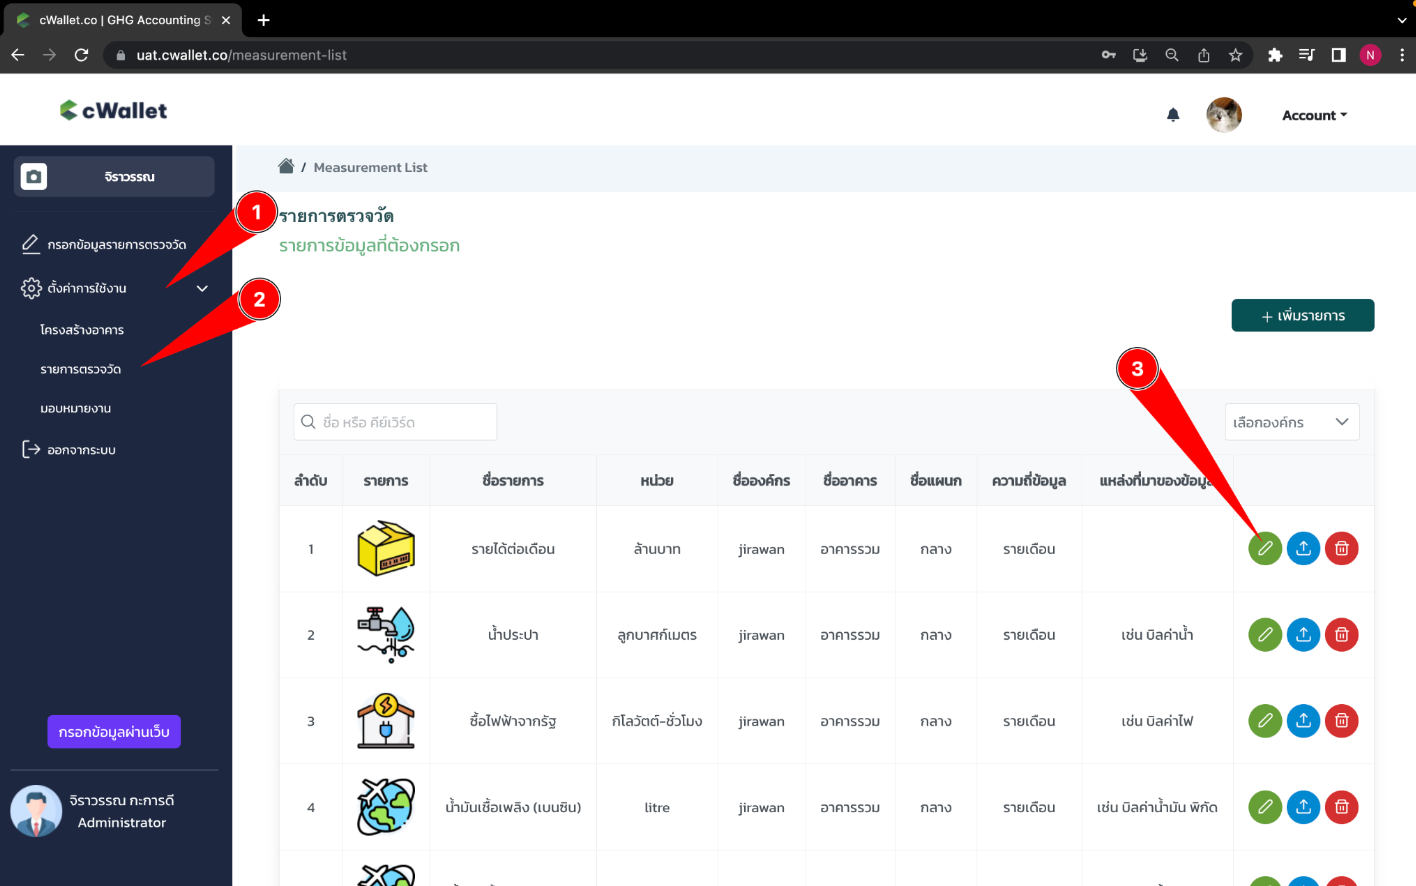 cWallet.co | GHG Accounting S
uat.cwallet.co/measurement-list
N
cWallet
Account
จิราวรรณ
/ Measurement List
1
รายการตรวจวัด
รายการข้อมูลที่ต้องกรอก
กรอกข้อมูลรายการตรวจวัด
ตั้งค่าการใช้งาน
2
โครงสร้างอาคาร
+ เพิ่มรายการ
รายการตรวจวัด
3
มอบหมายงาน
ชื่อ หรือ คีย์เวิร์ด
เลือกองค์กร
ออกจากระบบ
ลำดับ รายการ ชื่อรายการ หน่วย ชื่อองค์กร ชื่ออาคาร ชื่อแผนก ความถี่ข้อมูล แหล่งที่มาของข้อมูล
1 รายได้ต่อเดือน ล้านบาท jirawan อาคารรวม กลาง รายเดือน
2 น้ำประปา ลูกบาศก์เมตร jirawan อาคารรวม กลาง รายเดือน เช่น บิลค่าน้ำ
3 ซื้อไฟฟ้าจากรัฐ กิโลวัตต์-ชั่วโมง jirawan อาคารรวม กลาง รายเดือน เช่น บิลค่าไฟ
4 น้ำมันเชื้อเพลิง (เบนซิน) litre jirawan อาคารรวม กลาง รายเดือน เช่น บิลค่าน้ำมัน พิกัด
กรอกข้อมูลผ่านเว็บ
จิราวรรณ กะการดี
Administrator